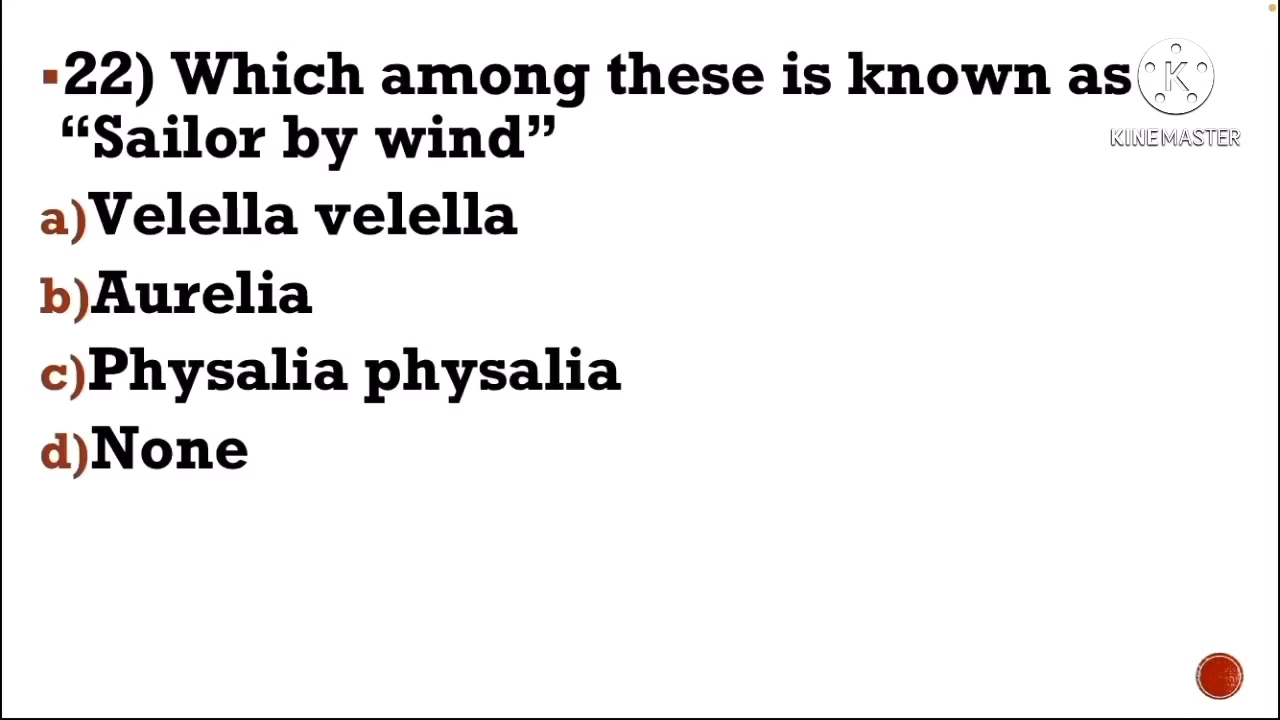 ▪22) Which among these is known as
“Sailor by wind”
a)Velella velella
b)Aurelia
c)Physalia physalia
d)None
K
KINEMASTER